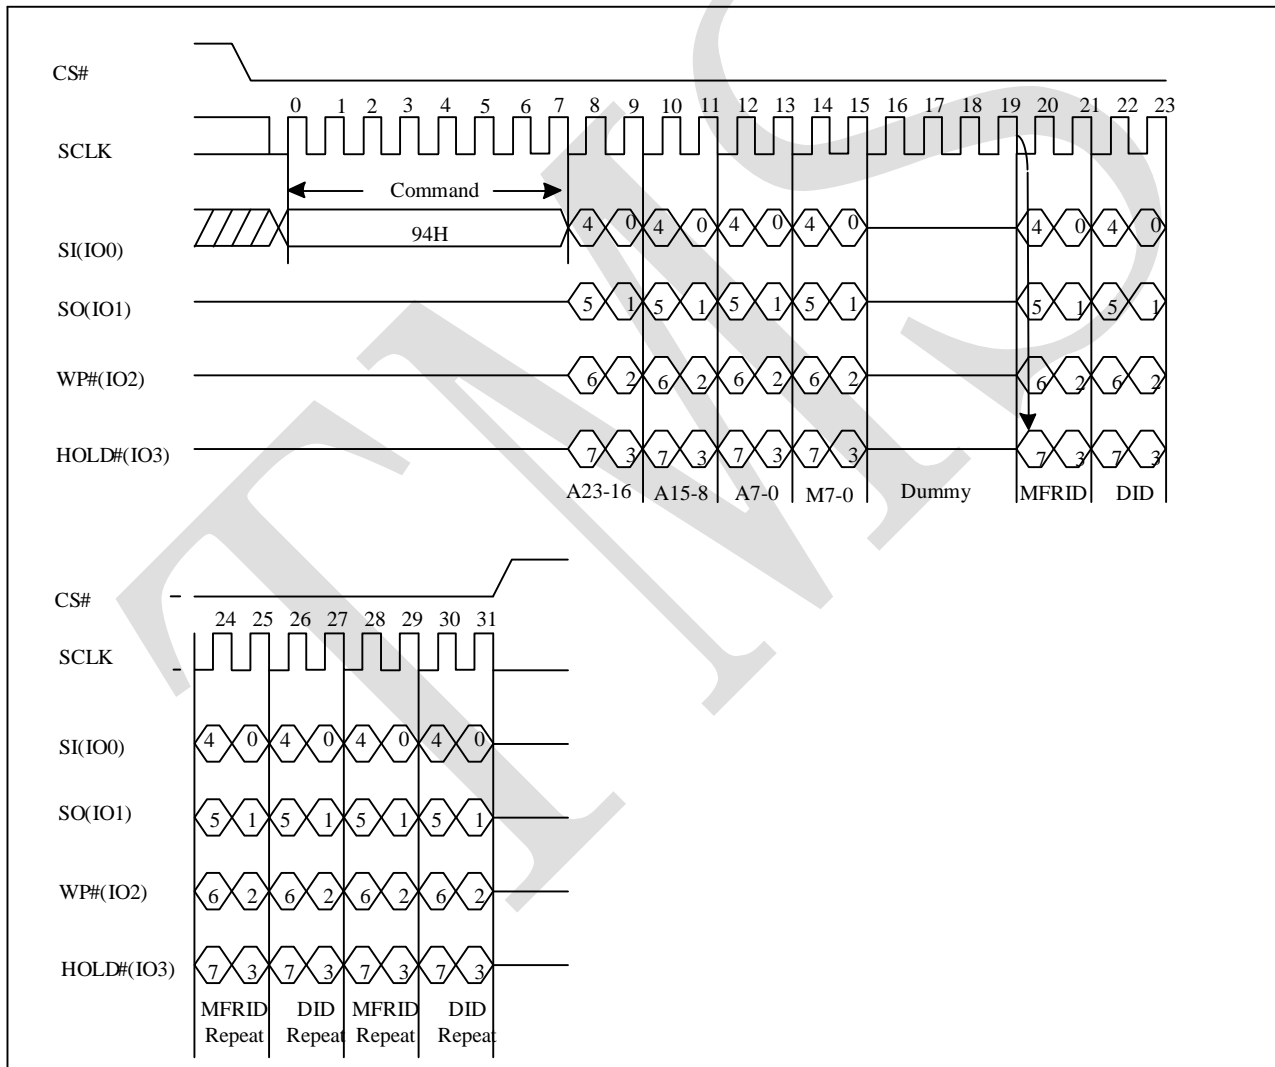 CS#
0 1 2 3 4 5 6 7 8 9 10 11 12 13 14 15 16 17 18 19 20 21 22 23
SCLK
Command
94H
4 0 4 0 4 0 4 0 4 0 4 0
SI(IO0)
SO(IO1)
5 1 5 1 5 1 5 1 5 1 5 1
WP#(IO2)
6 2 6 2 6 2 6 2 6 2 6 2
HOLD#(IO3)
7 3 7 3 7 3 7 3 7 3 7 3
A23-16 A15-8 A7-0 M7-0 Dummy MFRID DID
CS#
24 25 26 27 28 29 30 31
SCLK
SI(IO0)
4 0 4 0 4 0 4 0
SO(IO1)
5 1 5 1 5 1 5 1
WP#(IO2)
6 2 6 2 6 2 6 2
HOLD#(IO3)
7 3 7 3 7 3 7 3
MFRID DID MFRID DID
Repeat Repeat Repeat Repeat
TMS